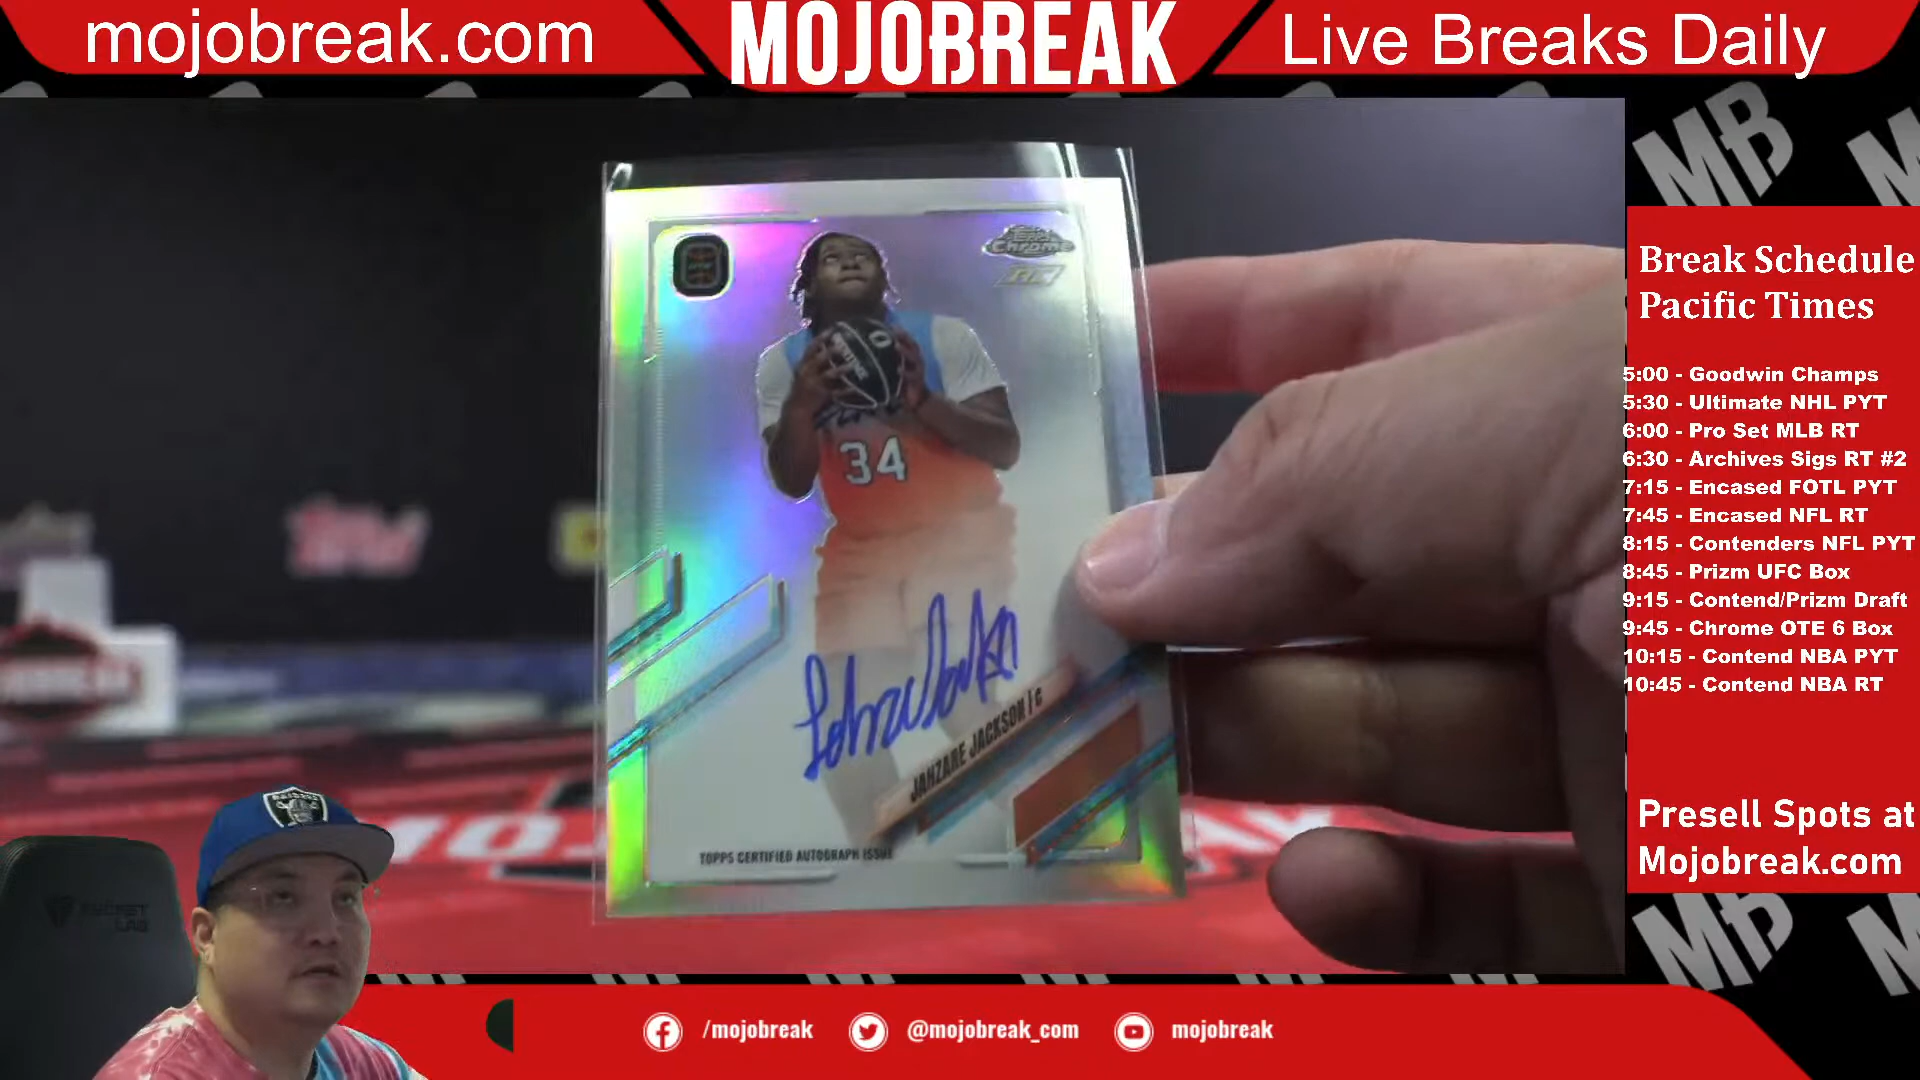 mojobreak.com
MOJOBREAK
Live Breaks Daily
Chrome
RC
34
JAHZARE JACKSON | C
TOPPS CERTIFIED AUTOGRAPH ISSUE
RAIDERS
Break Schedule
Pacific Times
5:00 - Goodwin Champs
5:30 - Ultimate NHL PYT
6:00 - Pro Set MLB RT
6:30 - Archives Sigs RT #2
7:15 - Encased FOTL PYT
7:45 - Encased NFL RT
8:15 - Contenders NFL PYT
8:45 - Prizm UFC Box
9:15 - Contend/Prizm Draft
9:45 - Chrome OTE 6 Box
10:15 - Contend NBA PYT
10:45 - Contend NBA RT
Presell Spots at
Mojobreak.com
MB
MB
/mojobreak
@mojobreak_com
mojobreak